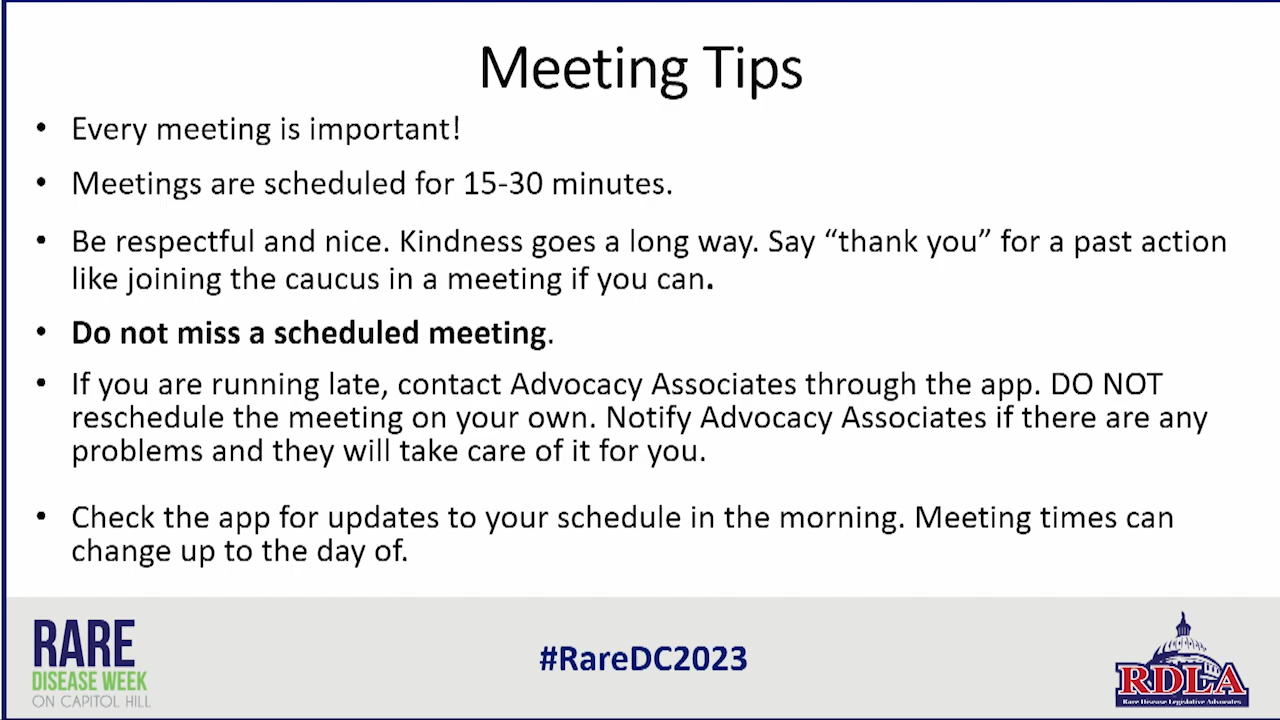 Meeting Tips
• Every meeting is important!
• Meetings are scheduled for 15-30 minutes.
• Be respectful and nice. Kindness goes a long way. Say “thank you” for a past action
like joining the caucus in a meeting if you can.
• Do not miss a scheduled meeting.
• If you are running late, contact Advocacy Associates through the app. DO NOT
reschedule the meeting on your own. Notify Advocacy Associates if there are any
problems and they will take care of it for you.
• Check the app for updates to your schedule in the morning. Meeting times can
change up to the day of.
RARE
DISEASE WEEK
ON CAPITOL HILL
#RareDC2023
RDLA
Rare Disease Legislative Advocates